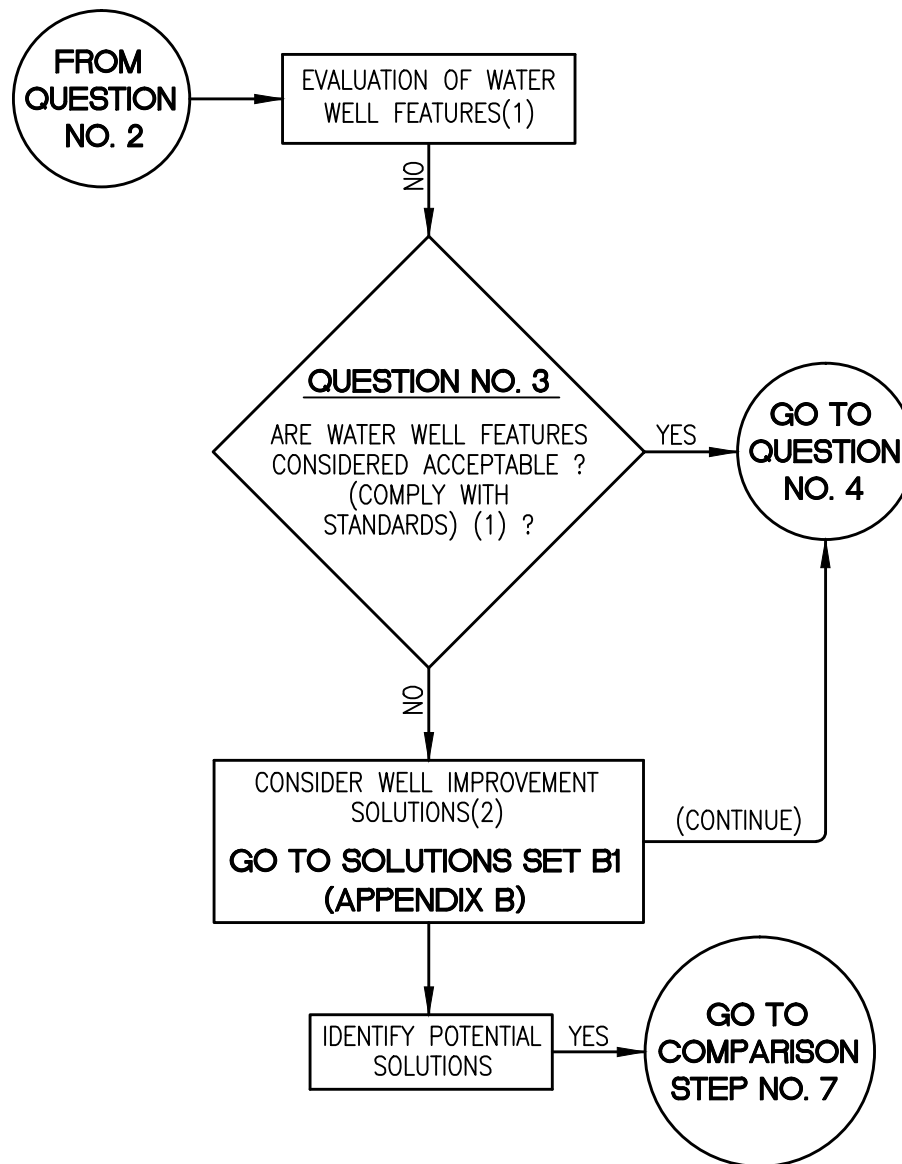 FROM
QUESTION
NO. 2
EVALUATION OF WATER
WELL FEATURES(1)
NO
QUESTION NO. 3
ARE WATER WELL FEATURES
CONSIDERED ACCEPTABLE ?
(COMPLY WITH
STANDARDS) (1) ?
YES
GO TO
QUESTION
NO. 4
NO
CONSIDER WELL IMPROVEMENT
SOLUTIONS(2)
GO TO SOLUTIONS SET B1
(APPENDIX B)
(CONTINUE)
IDENTIFY POTENTIAL
SOLUTIONS
YES
GO TO
COMPARISON
STEP NO. 7